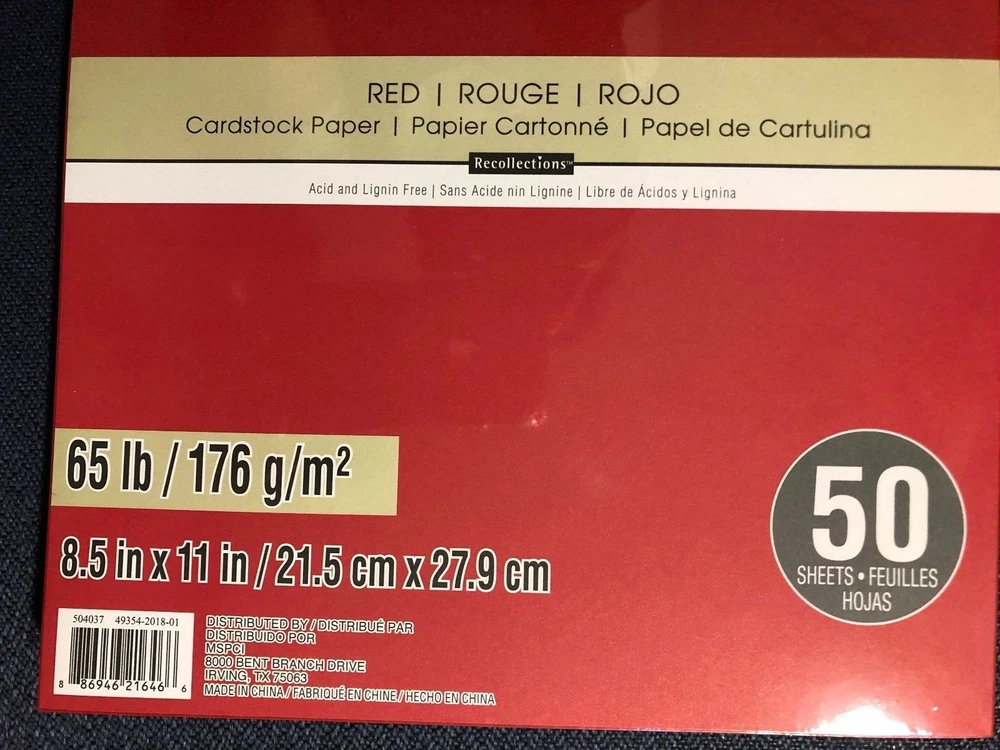 RED | ROUGE | ROJO
Cardstock Paper | Papier Cartonné | Papel de Cartulina
Recollections™
Acid and Lignin Free | Sans Acide nin Lignine | Libre de Ácidos y Lignina
65 lb / 176 g/m²
8.5 in x 11 in / 21.5 cm x 27.9 cm
50
SHEETS • FEUILLES
HOJAS
504037 49354-2018-01
8 86946 21646 6
DISTRIBUTED BY / DISTRIBUÉ PAR
DISTRIBUIDO POR
MSPCI
8000 BENT BRANCH DRIVE
IRVING, TX 75063
MADE IN CHINA / FABRIQUÉ EN CHINE / HECHO EN CHINA